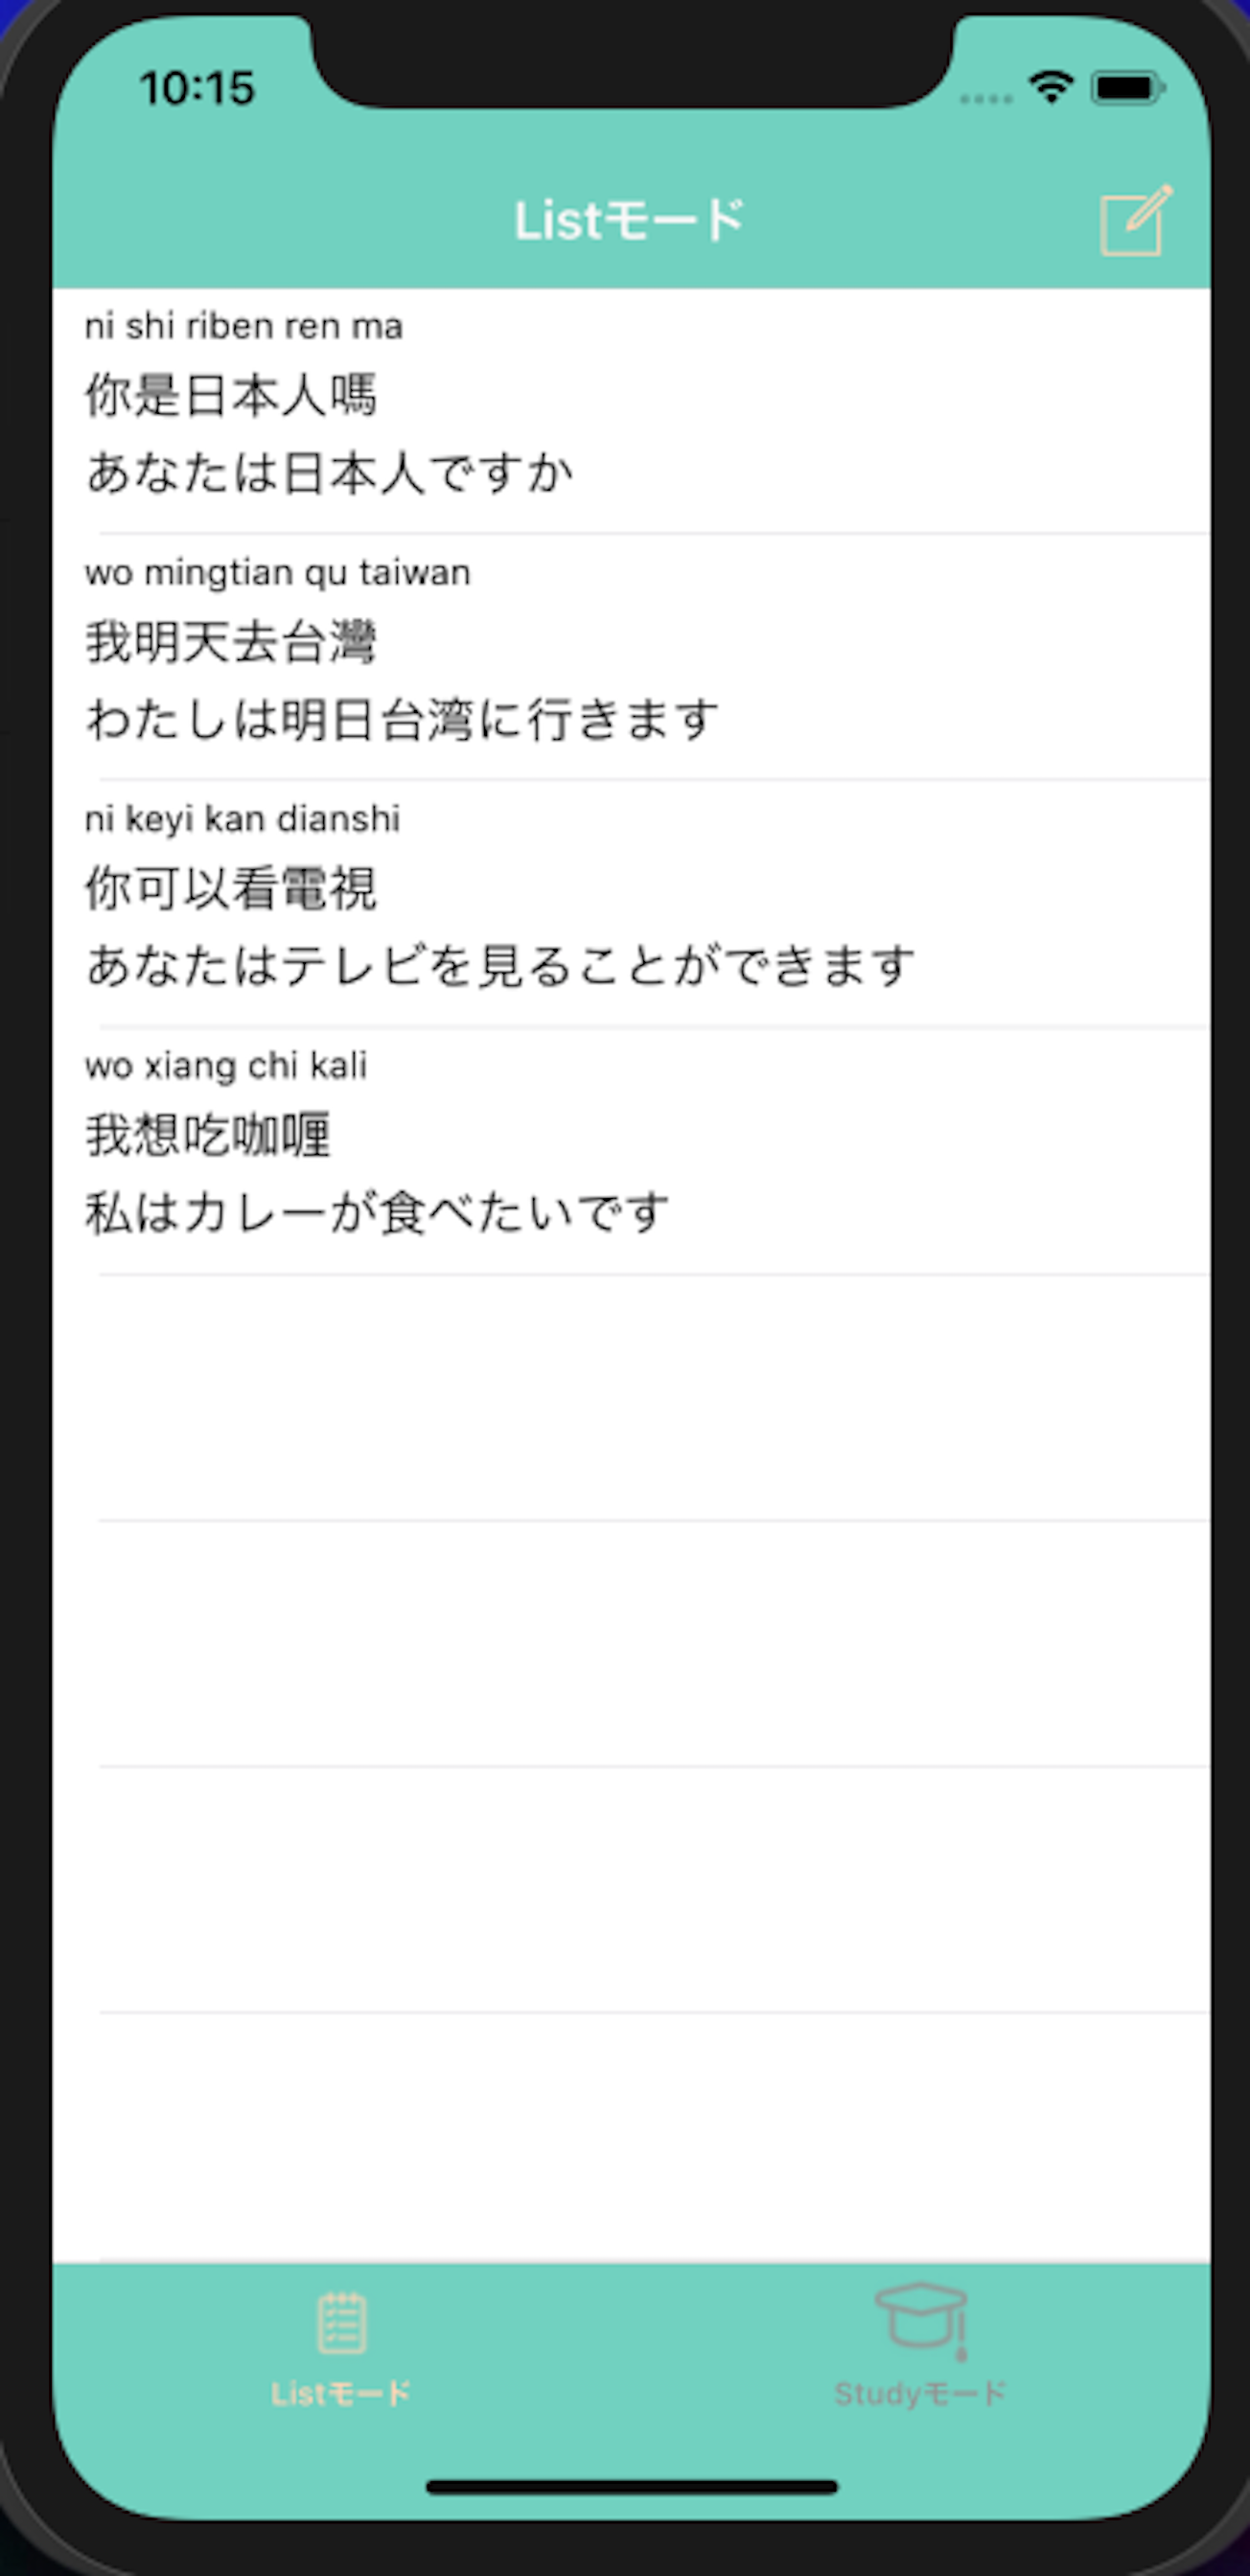 10:15
Listモード
ni shi riben ren ma
你是日本人嗎
あなたは日本人ですか
wo mingtian qu taiwan
我明天去台灣
わたしは明日台湾に行きます
ni keyi kan dianshi
你可以看電視
あなたはテレビを見ることができます
wo xiang chi kali
我想吃咖喱
私はカレーが食べたいです
Listモード
Studyモード